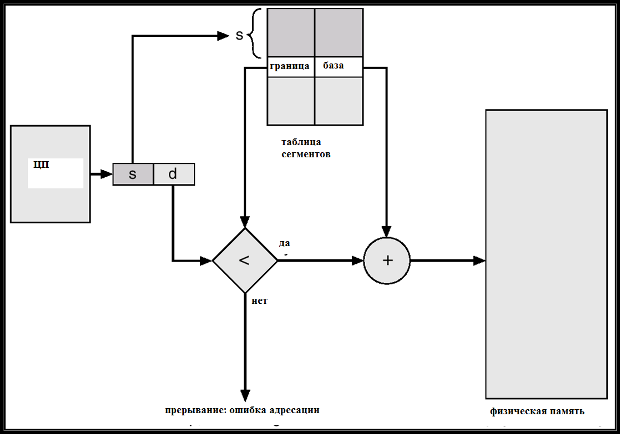 s
граница база
таблица
сегментов
ЦП
s d
<
да
+
нет
прерывание: ошибка адресации
физическая память